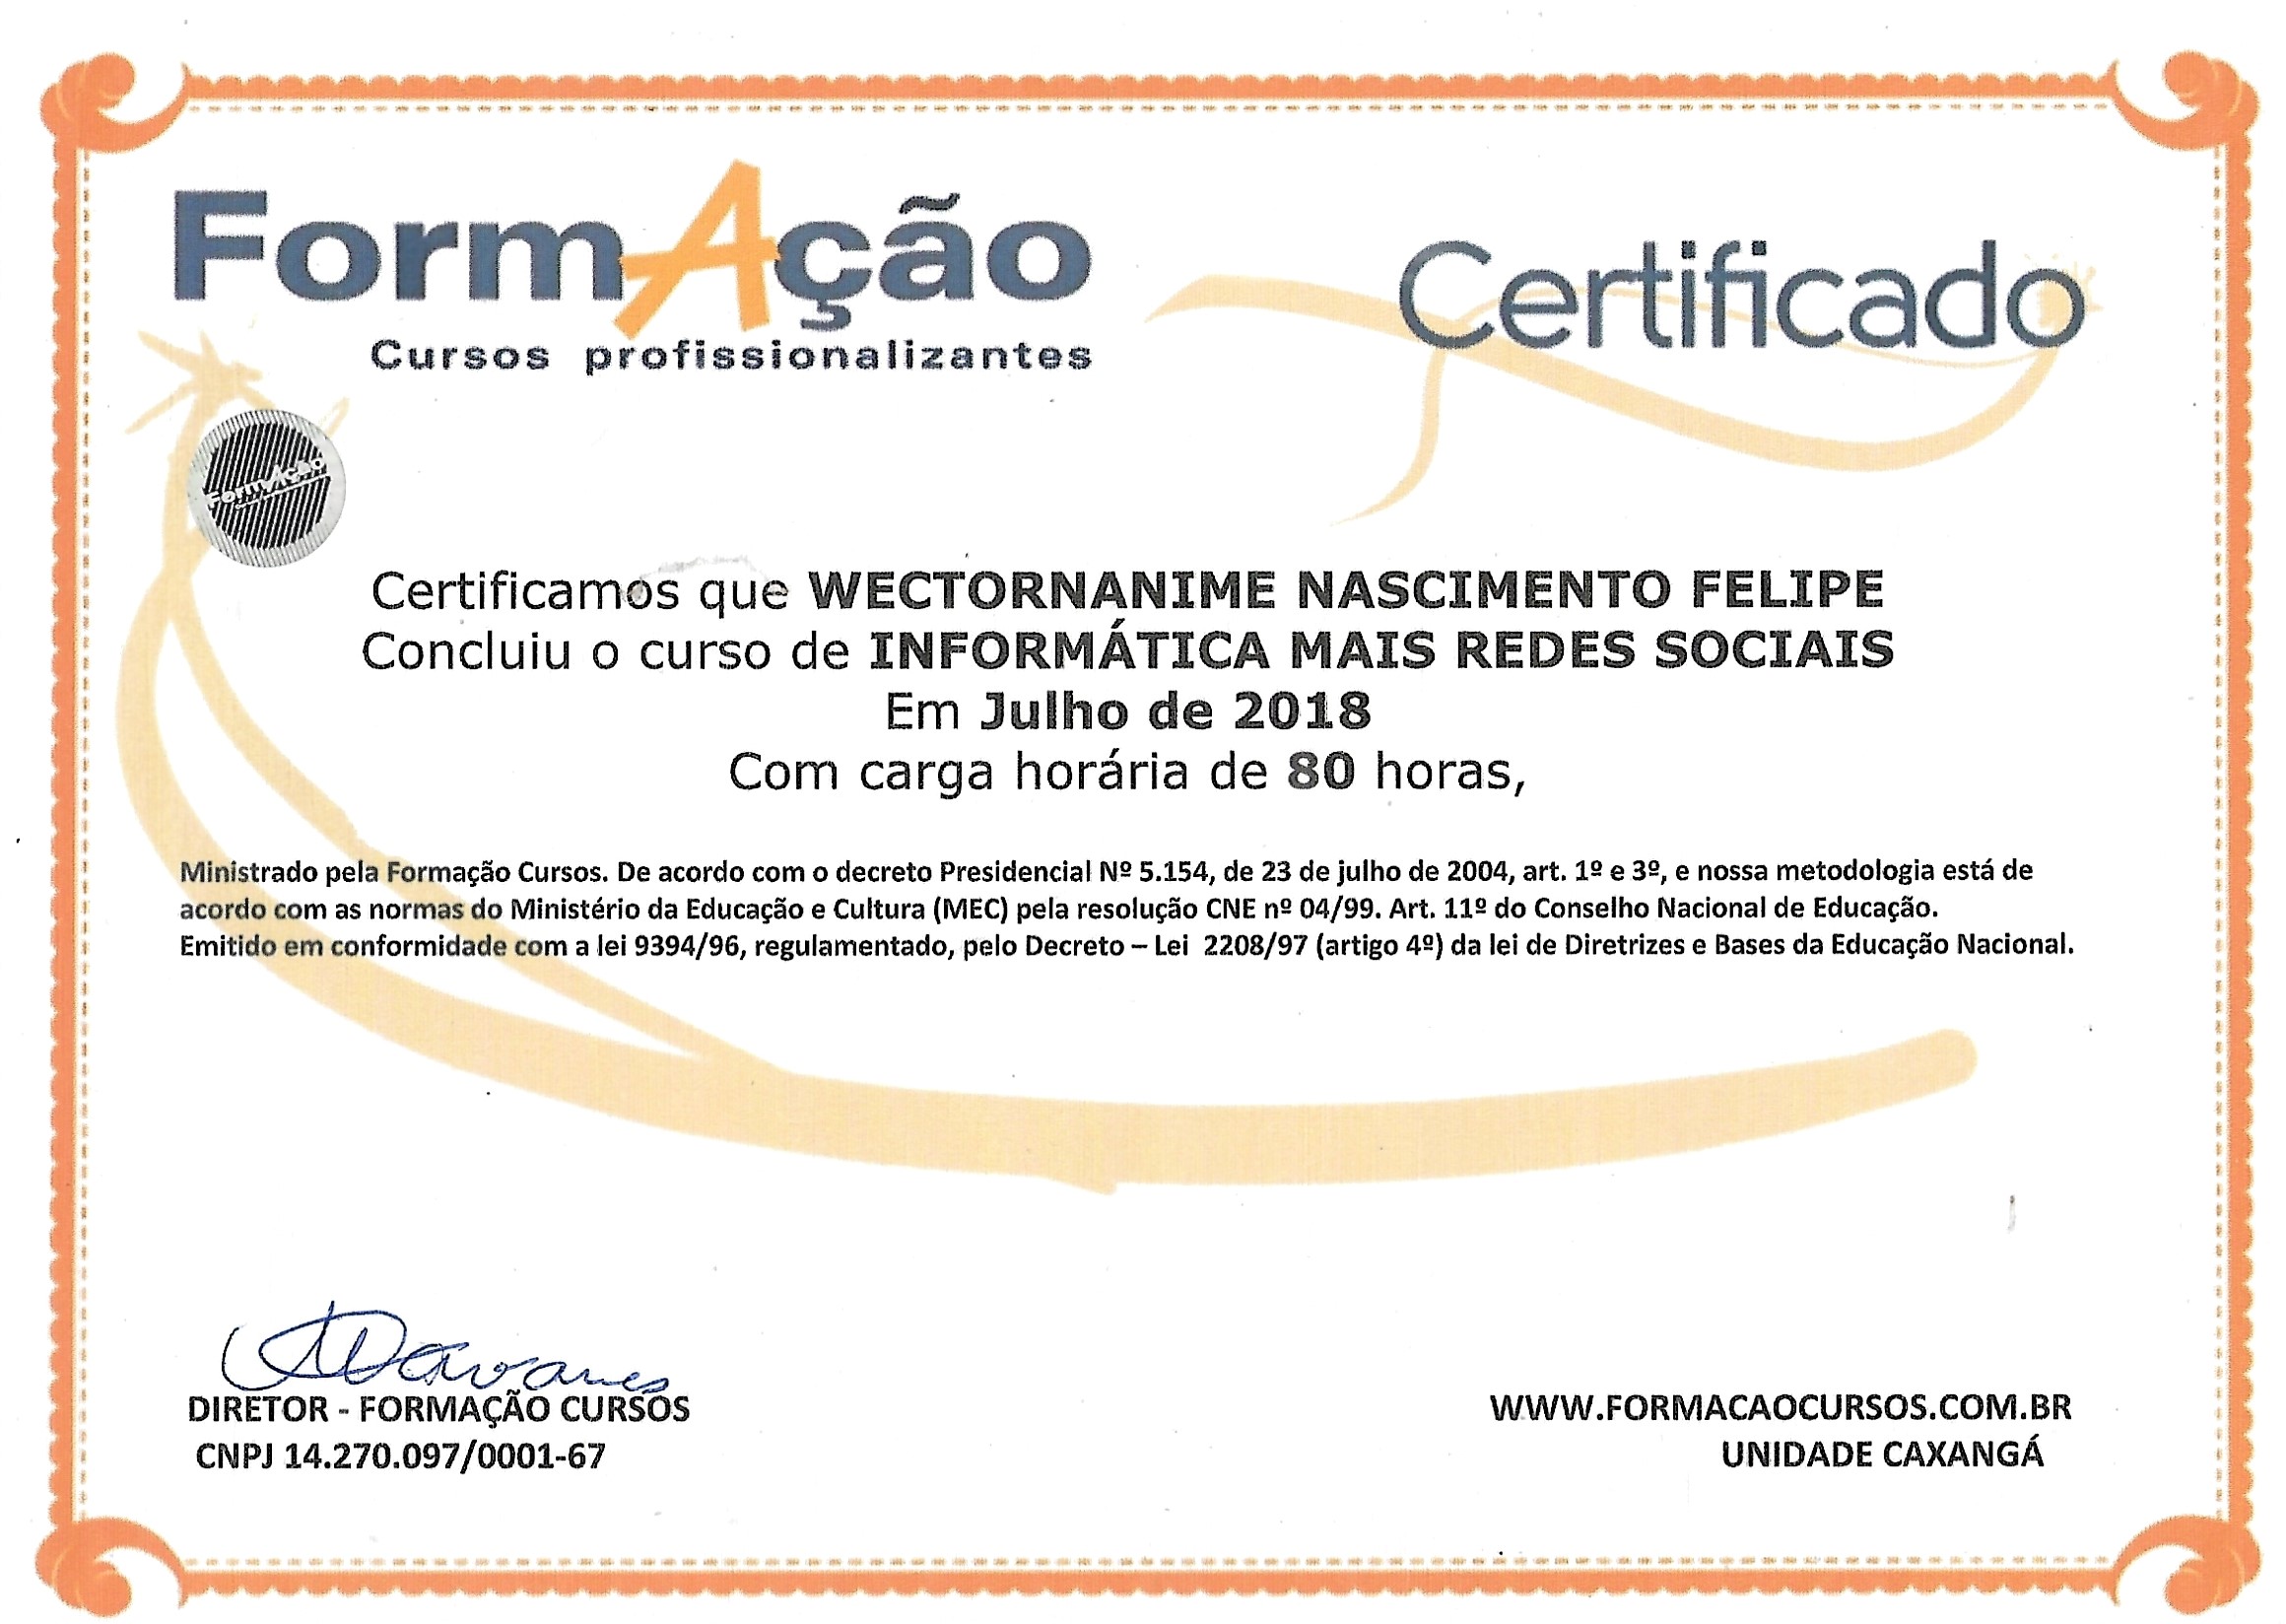 FormAção
Cursos profissionalizantes
Certificado
FormAção
Certificamos que WECTORNANIME NASCIMENTO FELIPE
Concluiu o curso de INFORMÁTICA MAIS REDES SOCIAIS
Em Julho de 2018
Com carga horária de 80 horas,
Ministrado pela Formação Cursos. De acordo com o decreto Presidencial Nº 5.154, de 23 de julho de 2004, art. 1º e 3º, e nossa metodologia está de
acordo com as normas do Ministério da Educação e Cultura (MEC) pela resolução CNE nº 04/99. Art. 11º do Conselho Nacional de Educação.
Emitido em conformidade com a lei 9394/96, regulamentado, pelo Decreto – Lei 2208/97 (artigo 4º) da lei de Diretrizes e Bases da Educação Nacional.
DIRETOR - FORMAÇÃO CURSOS
CNPJ 14.270.097/0001-67
WWW.FORMACAOCURSOS.COM.BR
UNIDADE CAXANGÁ